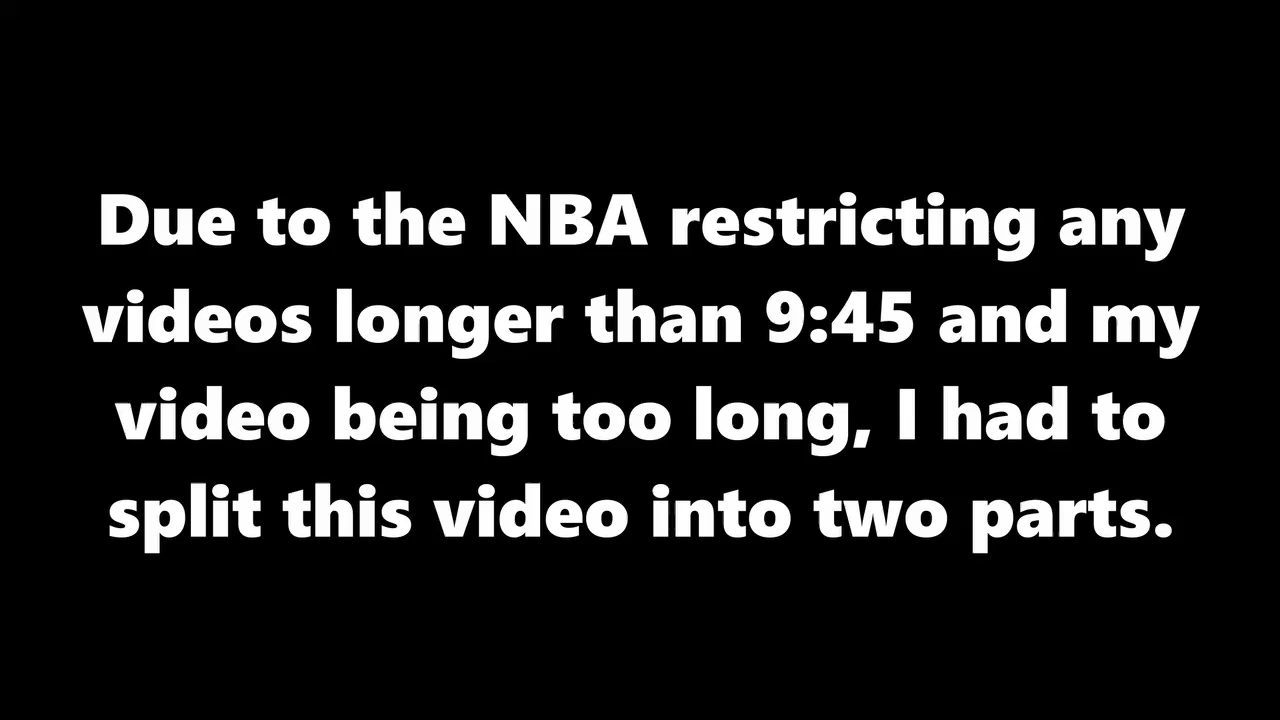 Due to the NBA restricting any
videos longer than 9:45 and my
video being too long, I had to
split this video into two parts.